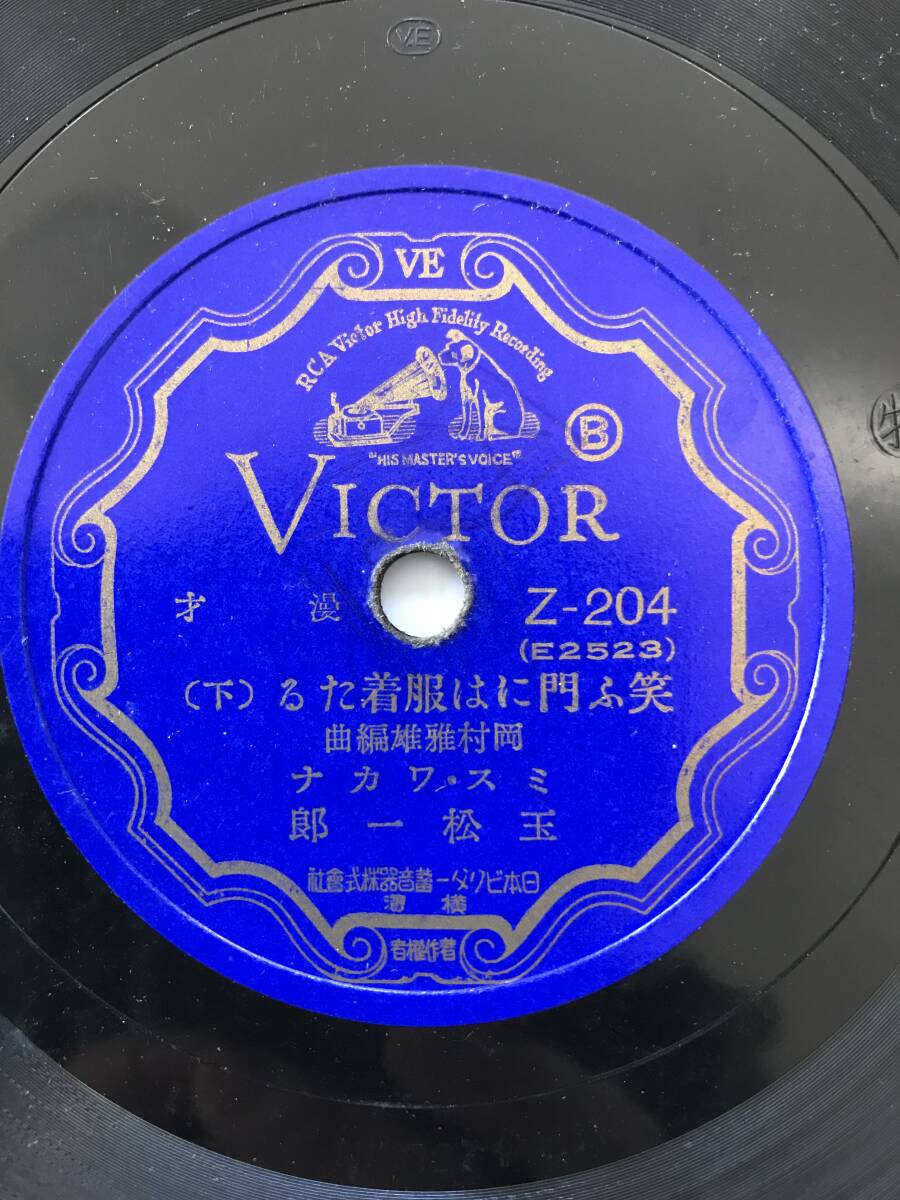 VE
VE
RCA Victor High Fidelity Recording
"HIS MASTER'S VOICE"
B
VICTOR
漫才
Z-204
(E2523)
笑ふ門には服着たる(下)
岡村雅雄編曲
ミス・ワカナ
玉松一郎
日本ビクター蓄音器株式會社
横濱
著作權者